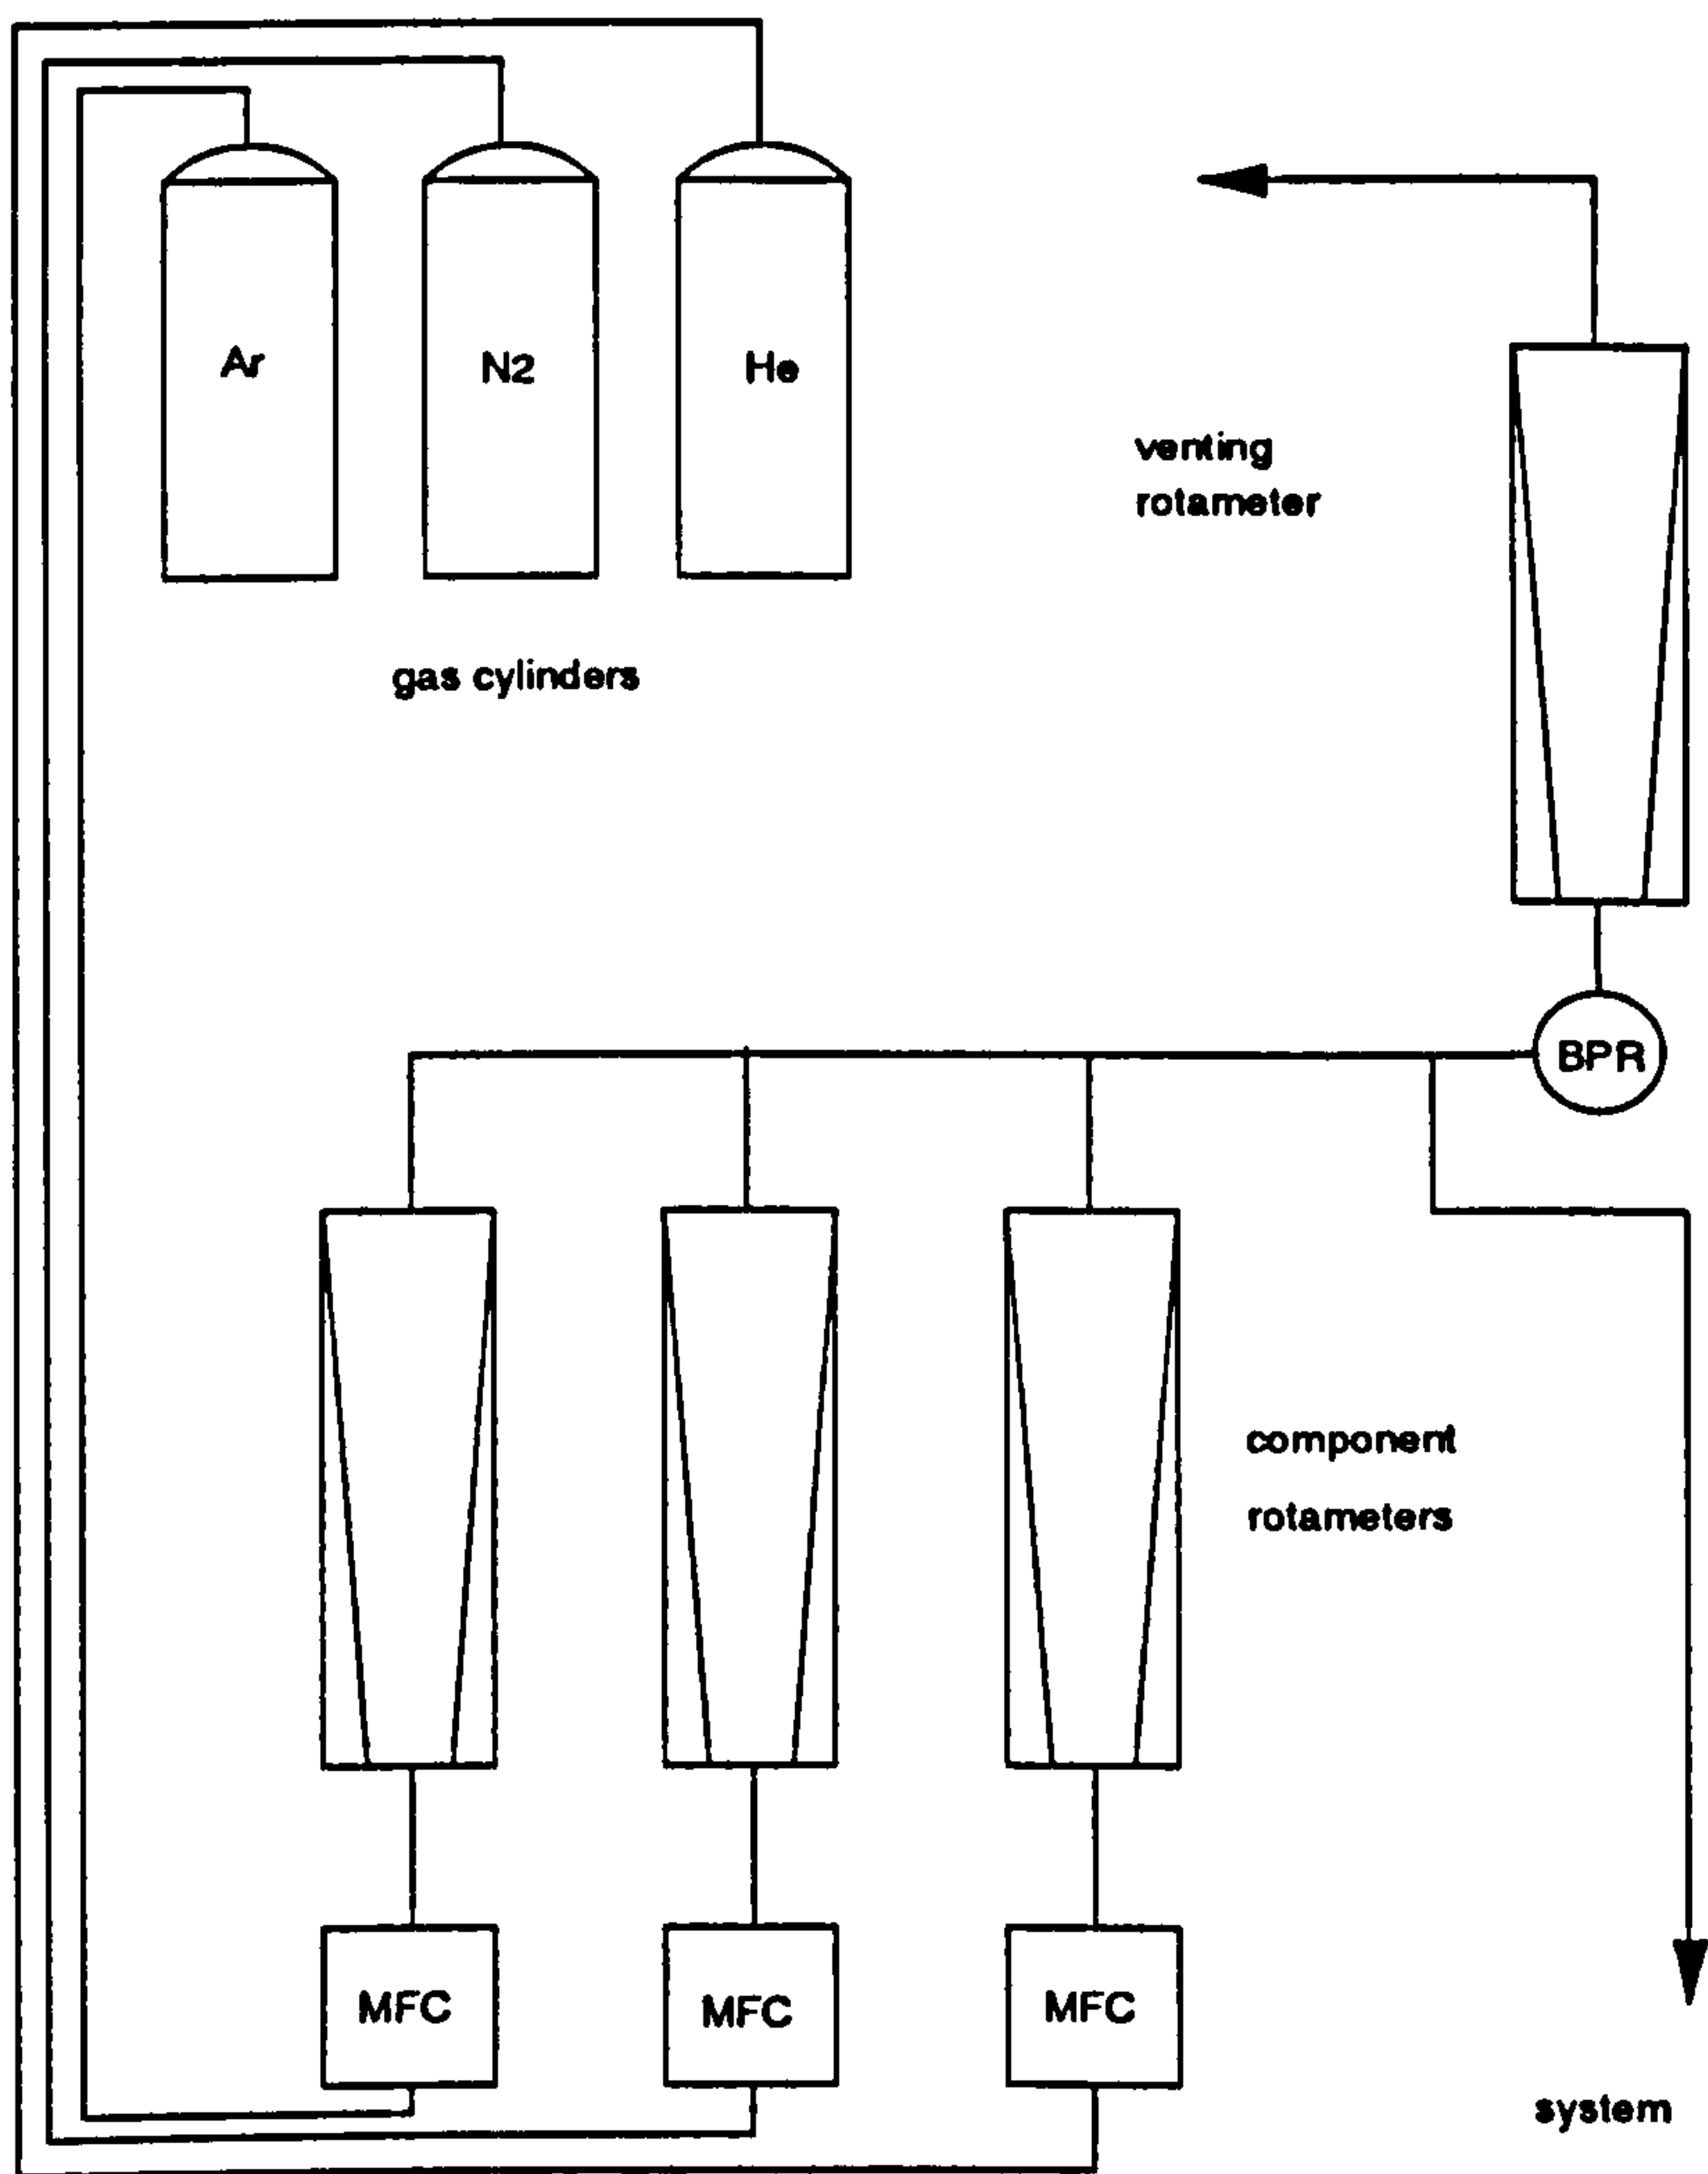 Ar
N2
He
venting
rotameter
gas cylinders
BPR
component
rotameters
MFC
MFC
MFC
system